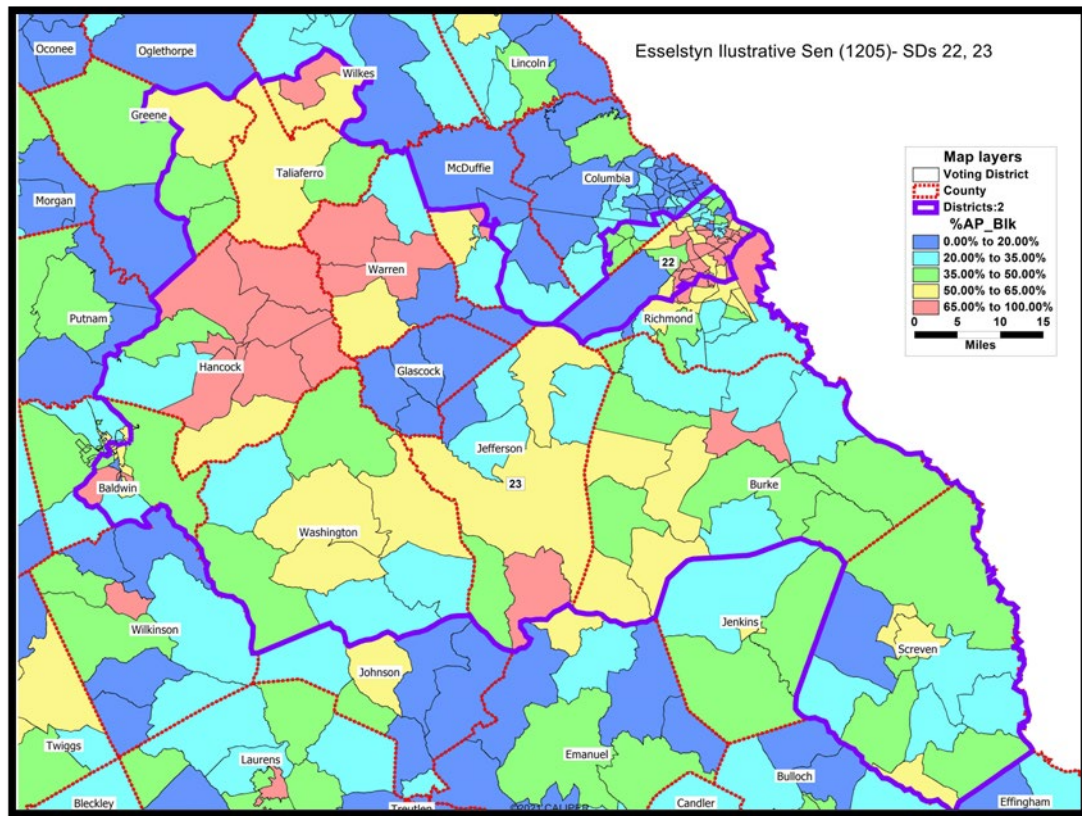 Esselstyn Ilustrative Sen (1205)- SDs 22, 23
Oconee
Oglethorpe
Wilkes
Lincoln
Greene
Taliaferro
McDuffie
Columbia
Morgan
Warren
22
Richmond
Putnam
Hancock
Glascock
Jefferson
23
Baldwin
Burke
Washington
Wilkinson
Jenkins
Screven
Johnson
Twiggs
Laurens
Emanuel
Bulloch
Bleckley
Treutlen
Candler
Effingham
©2021 CALIPER
Map layers
Voting District
County
Districts:2
%AP_Blk
0.00% to 20.00%
20.00% to 35.00%
35.00% to 50.00%
50.00% to 65.00%
65.00% to 100.00%
0 5 10 15
Miles